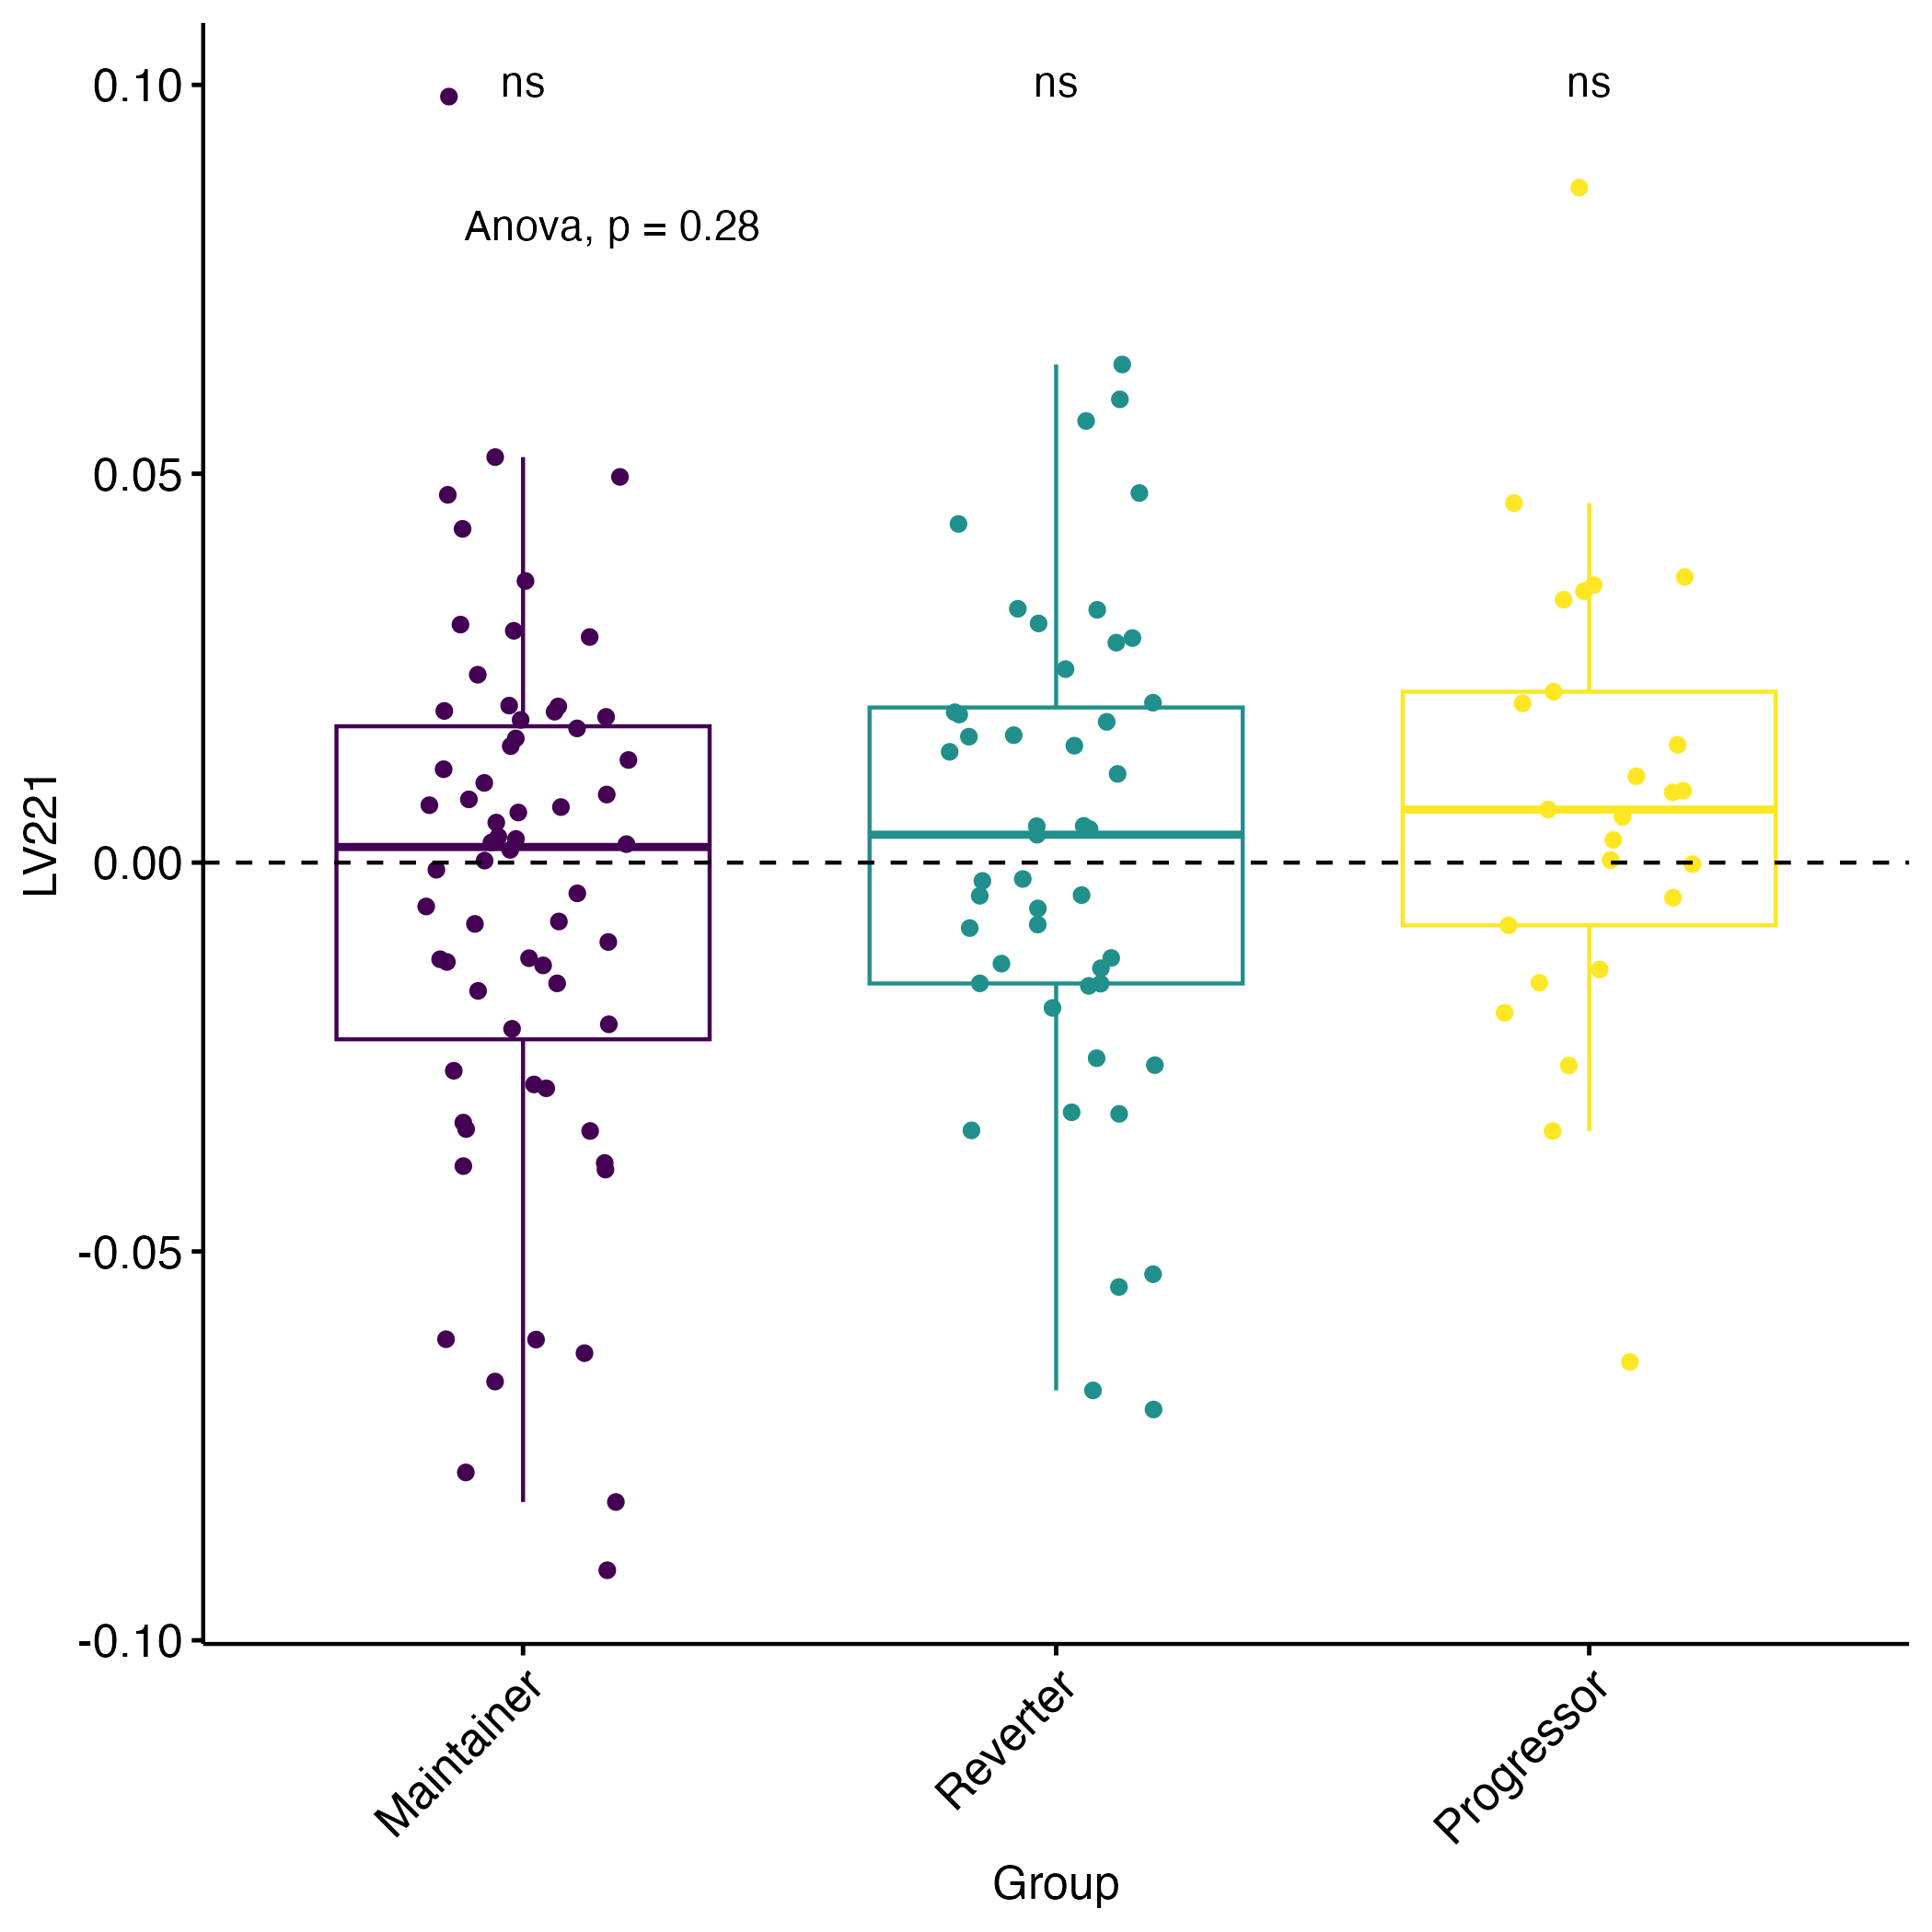 ns ns ns
Anova, p = 0.28
0.10
0.05
0.00
-0.05
-0.10
LV221
Maintainer Reverter Progressor
Group